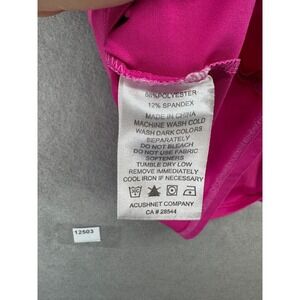 88% POLYESTER
12% SPANDEX
MADE IN CHINA
MACHINE WASH COLD
WASH DARK COLORS
SEPARATELY
DO NOT BLEACH
DO NOT USE FABRIC
SOFTENERS
TUMBLE DRY LOW
REMOVE IMMEDIATELY
COOL IRON IF NECESSARY
ACUSHNET COMPANY
CA # 28544
12503